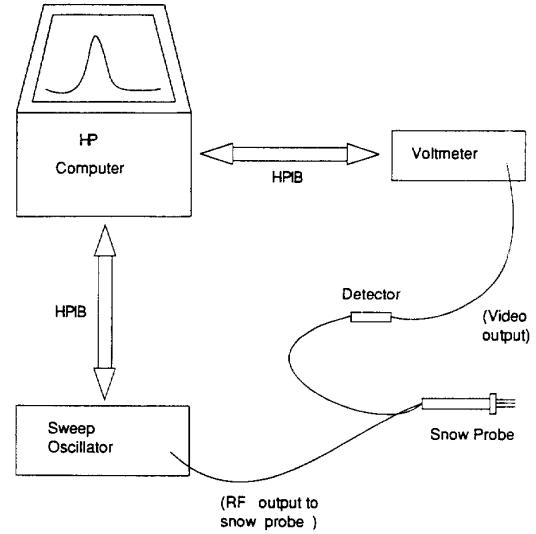 HP
Computer
HPIB
Voltmeter
HPIB
Detector
(Video
output)
Sweep
Oscillator
Snow Probe
(RF output to
snow probe )